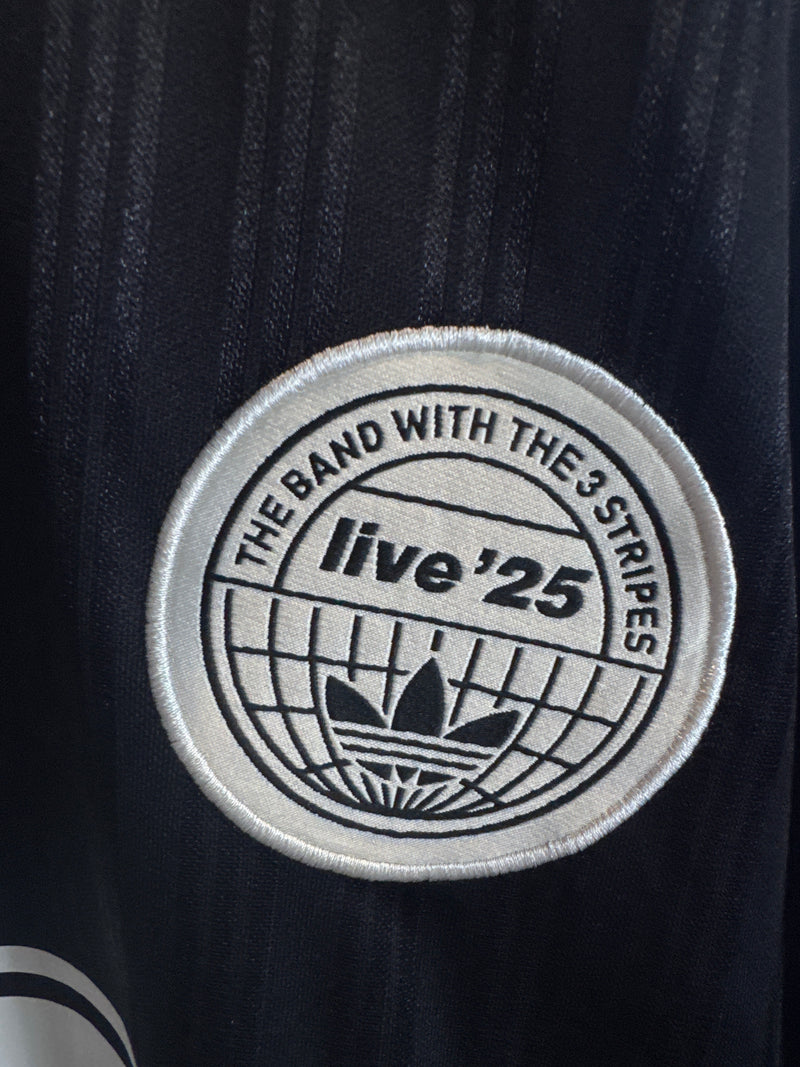 THE BAND WITH THE 3 STRIPES
live '25